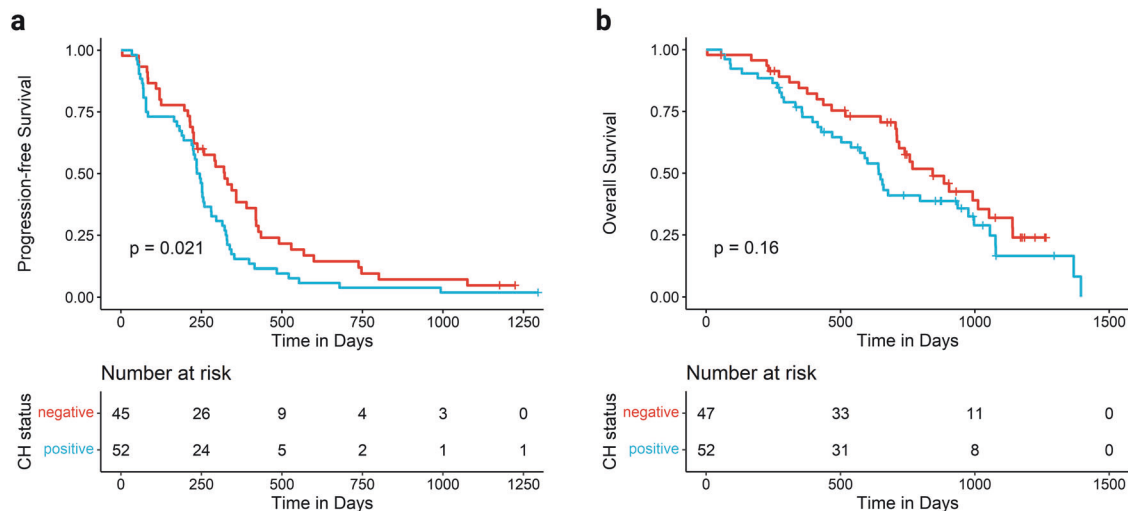 a
1.00
0.75
0.50
0.25
0.00
Progression-free Survival
p = 0.021
0 250 500 750 1000 1250
Time in Days
Number at risk
CH status
negative 45 26 9 4 3 0
positive 52 24 5 2 1 1
0 250 500 750 1000 1250
Time in Days
b
1.00
0.75
0.50
0.25
0.00
Overall Survival
p = 0.16
0 500 1000 1500
Time in Days
Number at risk
CH status
negative 47 33 11 0
positive 52 31 8 0
0 500 1000 1500
Time in Days